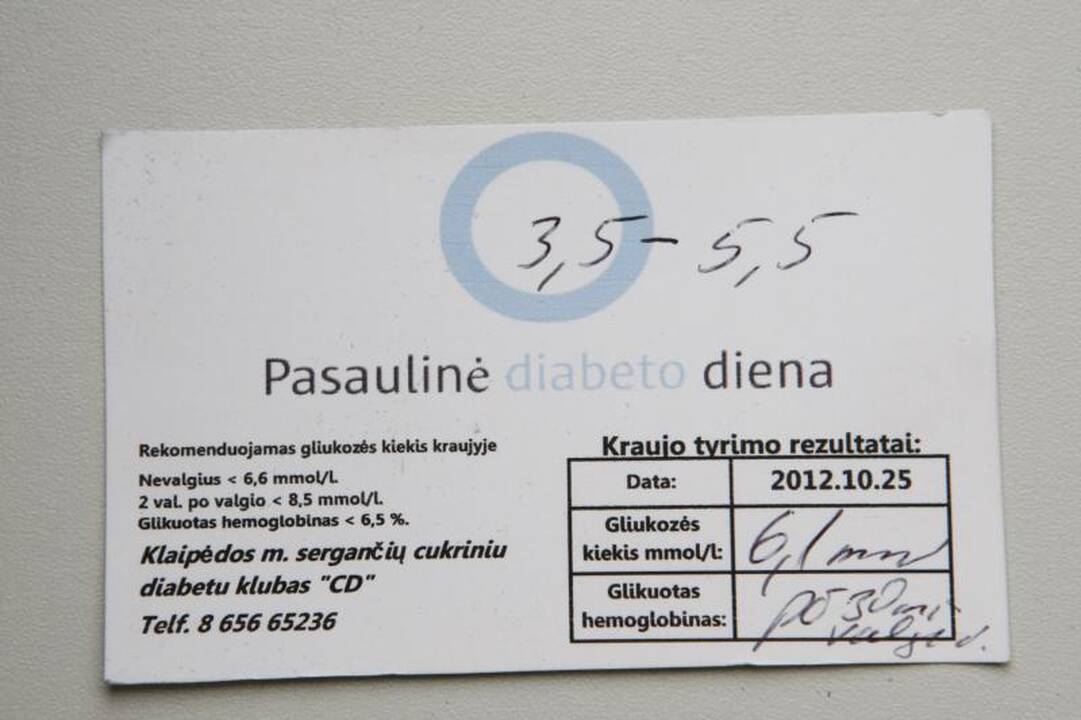 3,5 - 5,5
Pasaulinė diabeto diena
Rekomenduojamas gliukozės kiekis kraujyje
Nevalgius < 6,6 mmol/l.
2 val. po valgio < 8,5 mmol/l.
Glikuotas hemoglobinas < 6,5 %.
Klaipėdos m. sergančių cukriniu
diabetu klubas "CD"
Telf. 8 656 65236
Kraujo tyrimo rezultatai:
Data: 2012.10.25
Gliukozės
kiekis mmol/l: 6,1
Glikuotas
hemoglobinas: po 30